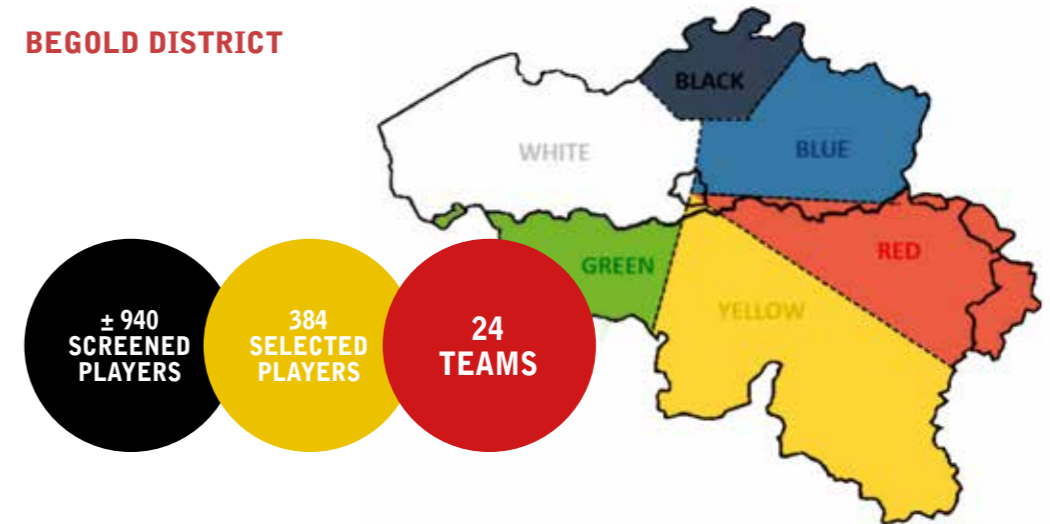 BEGOLD DISTRICT
BLACK
WHITE
BLUE
GREEN
RED
YELLOW
± 940
SCREENED
PLAYERS
384
SELECTED
PLAYERS
24
TEAMS